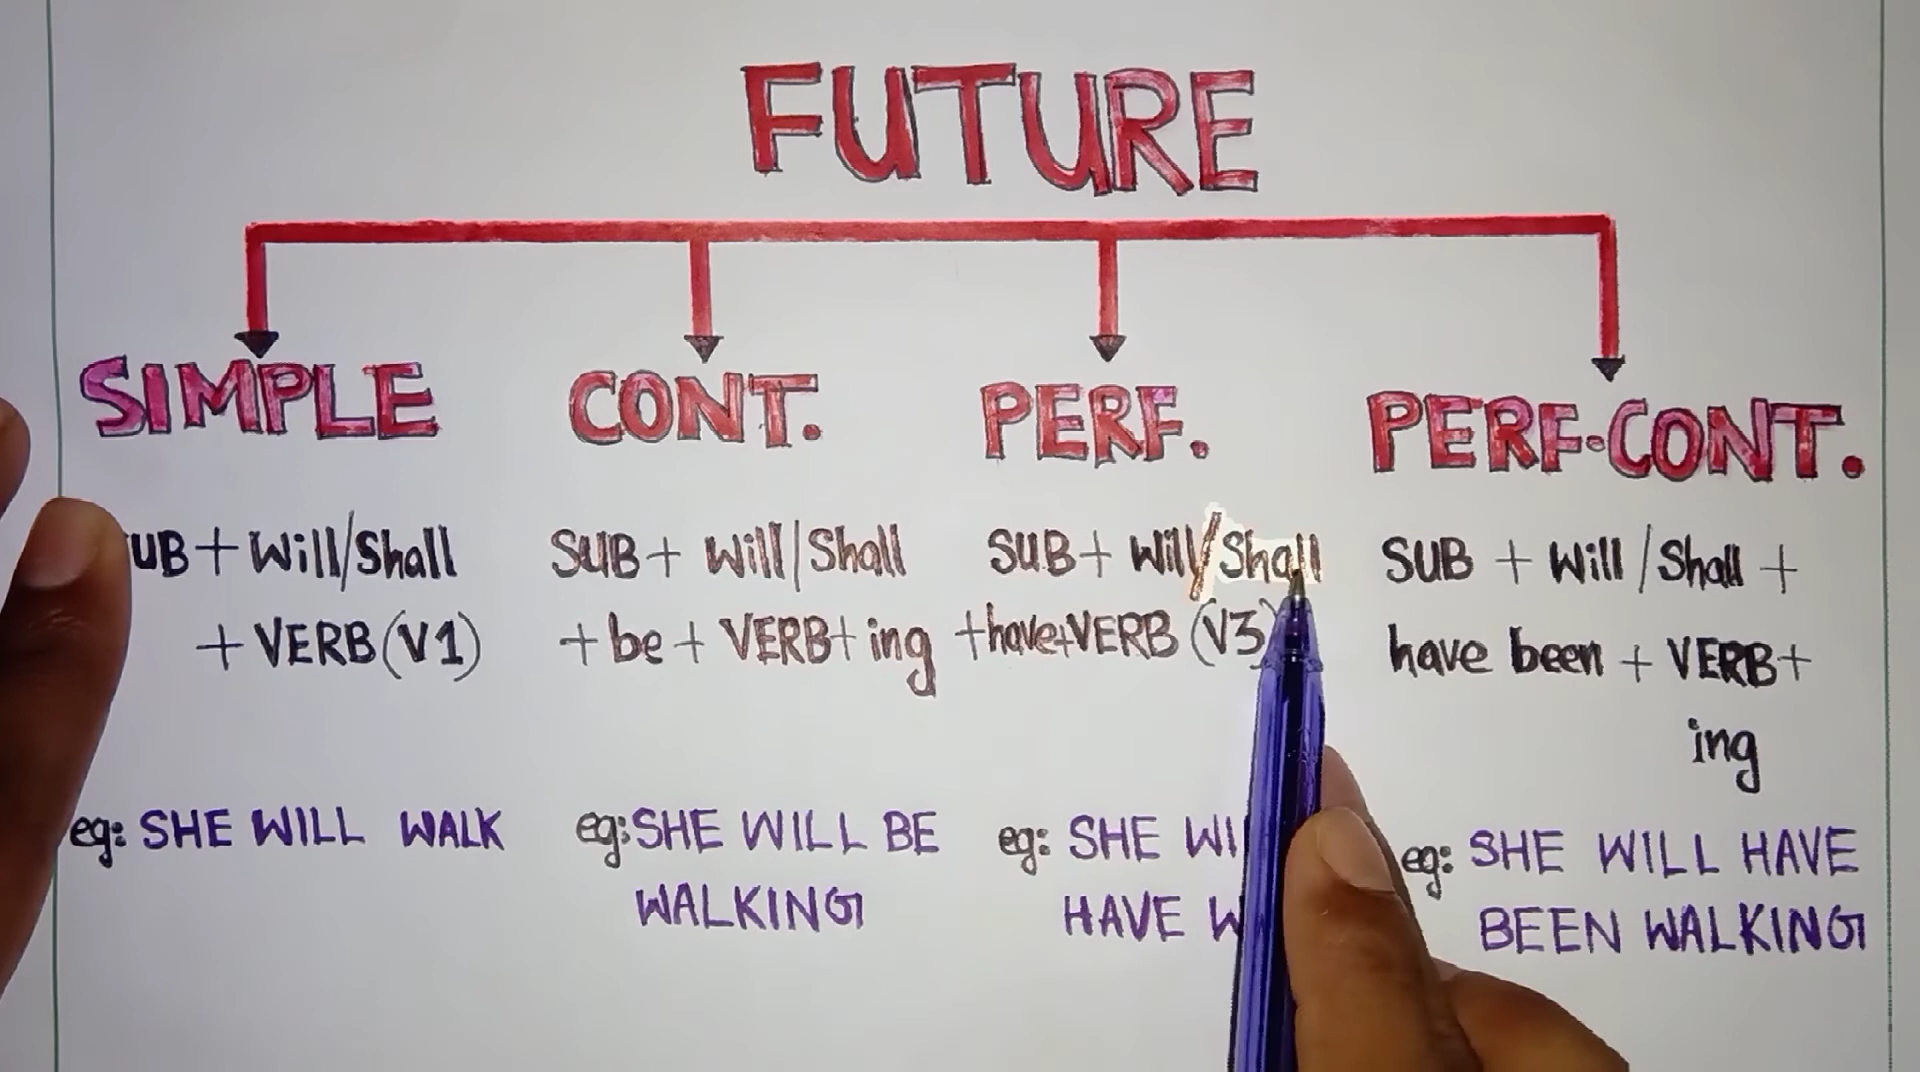 FUTURE
SIMPLE
UB + Will/Shall
+ VERB (V1)
eg: SHE WILL WALK
CONT.
SUB + Will/Shall
+ be + VERB + ing
eg: SHE WILL BE
WALKING
PERF.
SUB + Will/Shall
+have+VERB (V3)
eg: SHE
HAVE
PERF-CONT.
SUB + Will /Shall +
have been + VERB +
ing
eg: SHE WILL HAVE
BEEN WALKING